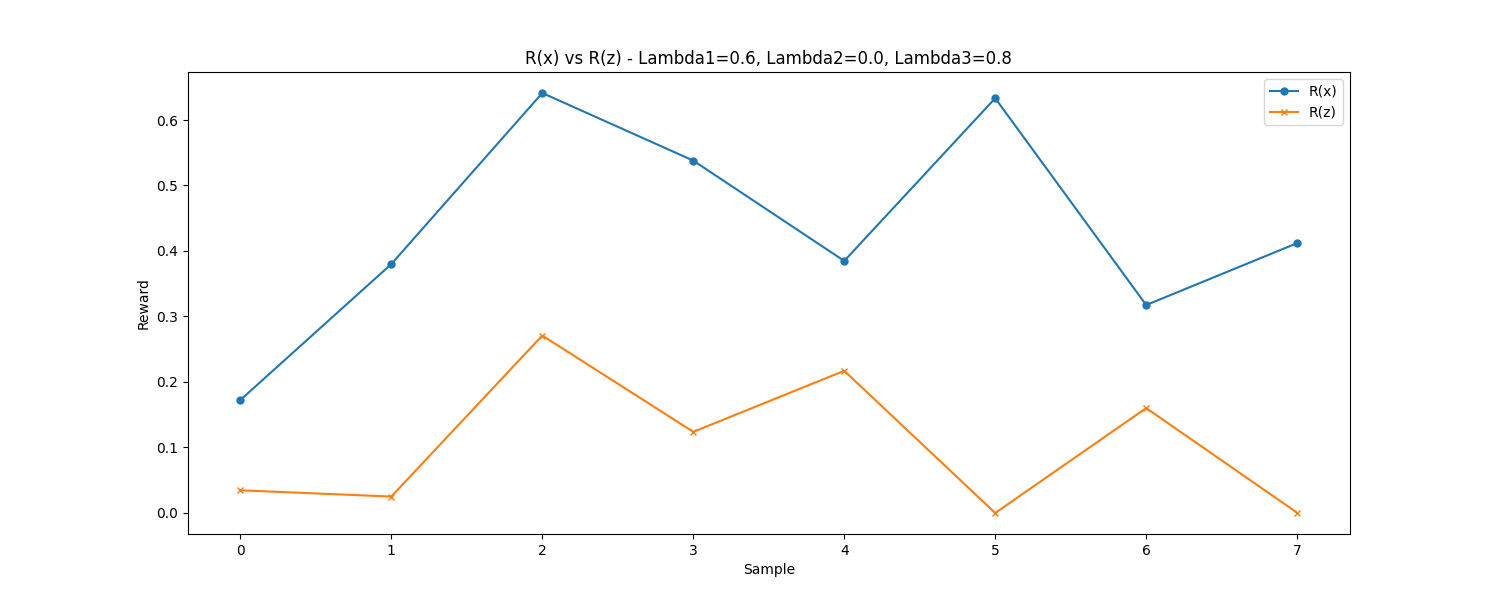 R(x) vs R(z) - Lambda1=0.6, Lambda2=0.0, Lambda3=0.8
R(x)
R(z)
Reward
0.6
0.5
0.4
0.3
0.2
0.1
0.0
0 1 2 3 4 5 6 7
Sample